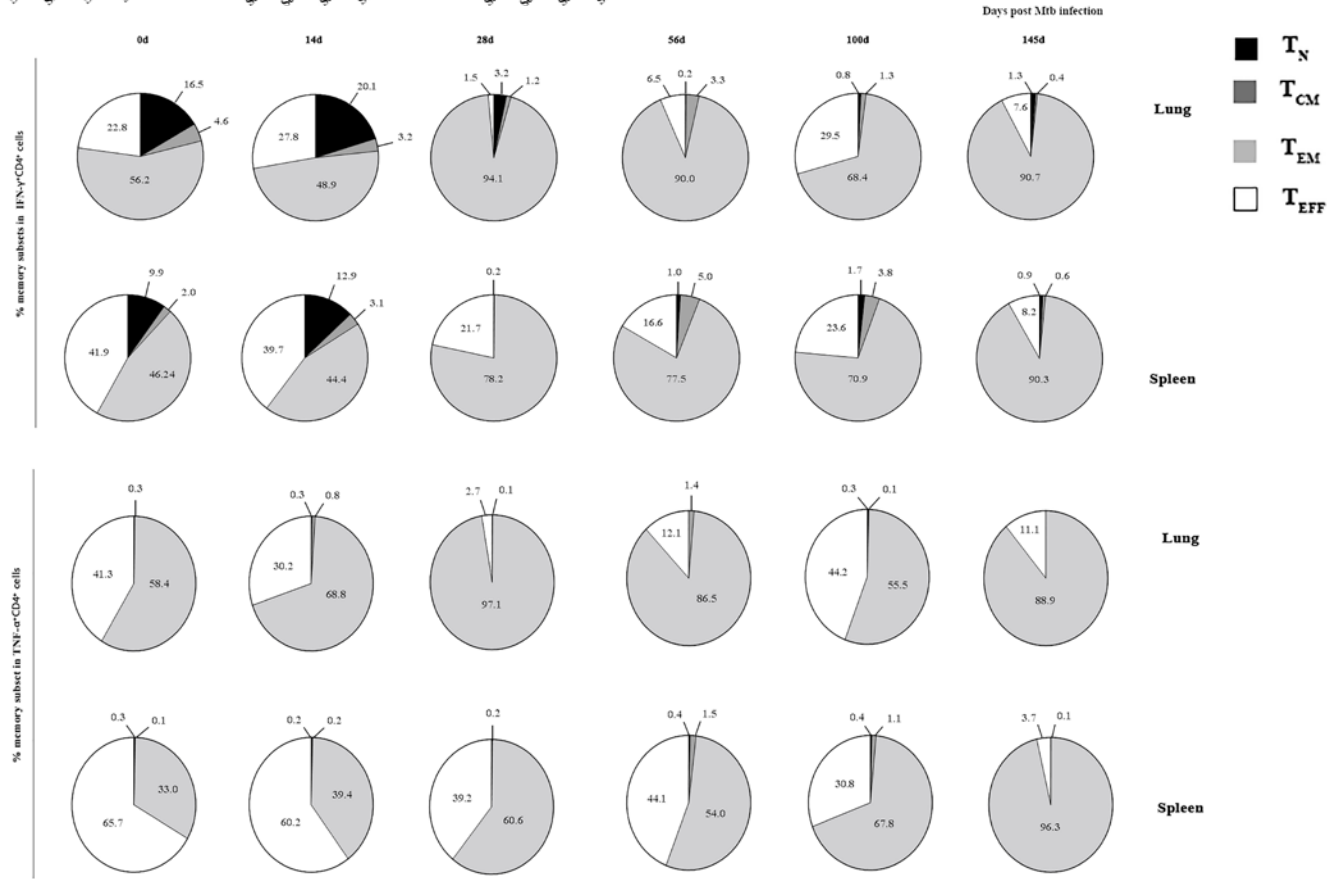 Days post Mtb infection
0d 14d 28d 56d 100d 145d
T_N
T_CM
T_EM
T_EFF
% memory subsets in IFN-γ⁺CD4⁺ cells
16.5 4.6 56.2 22.8
20.1 3.2 48.9 27.8
1.5 3.2 1.2 94.1
6.5 0.2 3.3 90.0
0.8 1.3 29.5 68.4
1.3 0.4 7.6 90.7
Lung
9.9 2.0 41.9 46.24
12.9 3.1 39.7 44.4
0.2 21.7 78.2
1.0 5.0 16.6 77.5
1.7 3.8 23.6 70.9
0.9 0.6 8.2 90.3
Spleen
% memory subset in TNF-α⁺CD4⁺ cells
0.3 41.3 58.4
0.3 0.8 30.2 68.8
2.7 0.1 97.1
1.4 12.1 86.5
0.3 0.1 44.2 55.5
11.1 88.9
Lung
0.3 0.1 33.0 65.7
0.2 0.2 39.4 60.2
0.2 39.2 60.6
0.4 1.5 44.1 54.0
0.4 1.1 30.8 67.8
3.7 0.1 96.3
Spleen